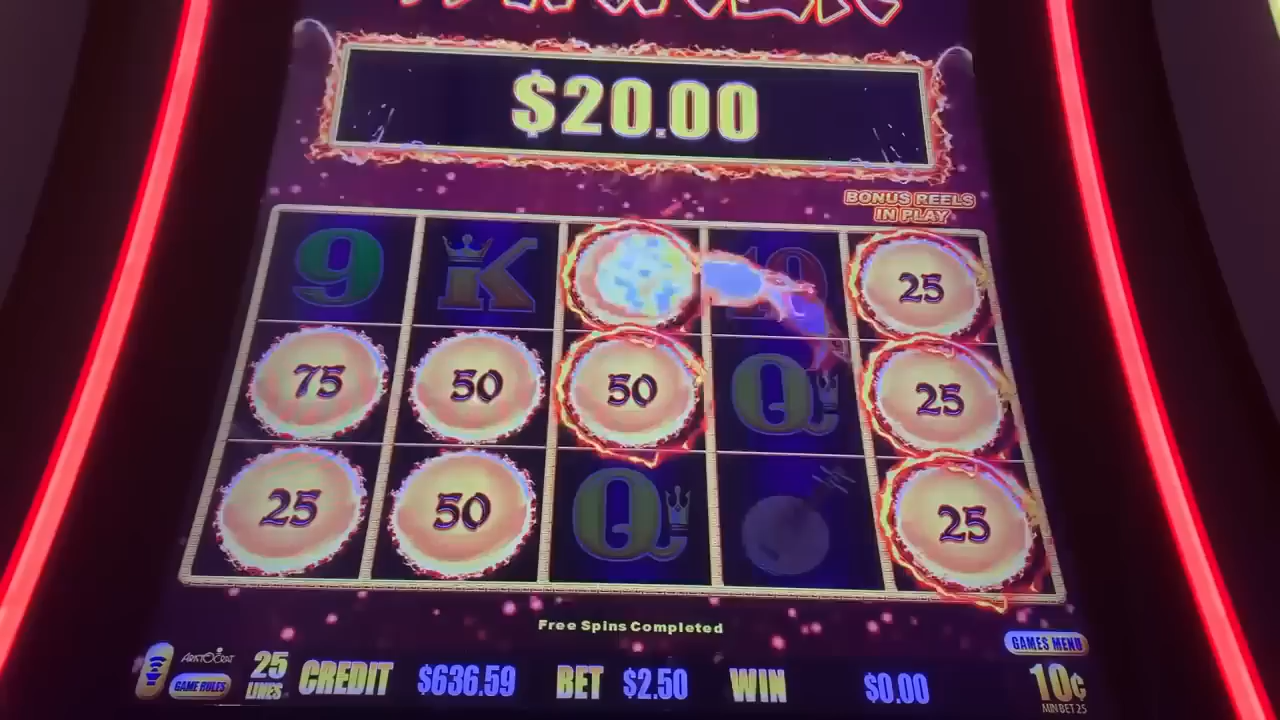 $20.00
BONUS REELS
IN PLAY
9 K 25
75 50 50 Q 25
25 50 Q 25
Free Spins Completed
GAMES MENU
ARISTOCRAT
GAME RULES
25
LINES
CREDIT $636.59 BET $2.50 WIN $0.00
10¢
MIN BET 25